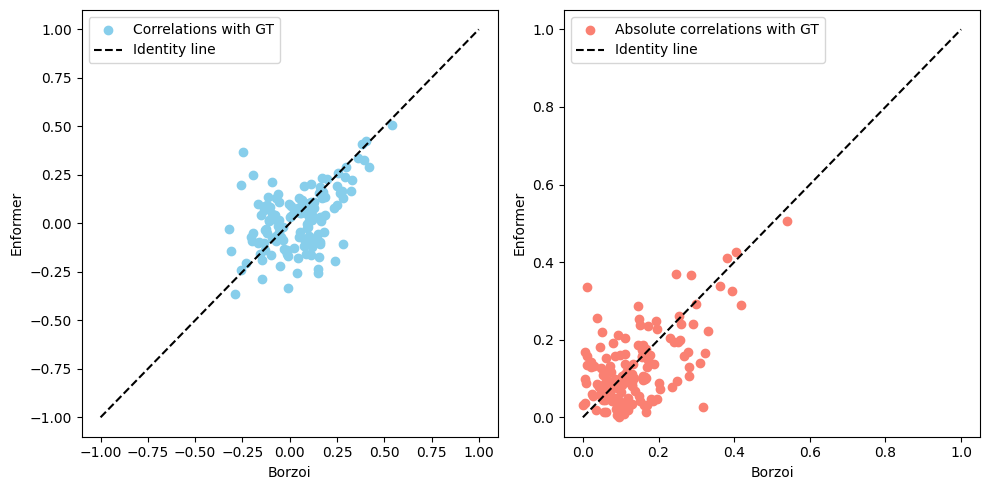 Correlations with GT
Identity line
1.00
0.75
0.50
0.25
0.00
−0.25
−0.50
−0.75
−1.00
Enformer
−1.00 −0.75 −0.50 −0.25 0.00 0.25 0.50 0.75 1.00
Borzoi
Absolute correlations with GT
Identity line
1.0
0.8
0.6
0.4
0.2
0.0
Enformer
0.0 0.2 0.4 0.6 0.8 1.0
Borzoi